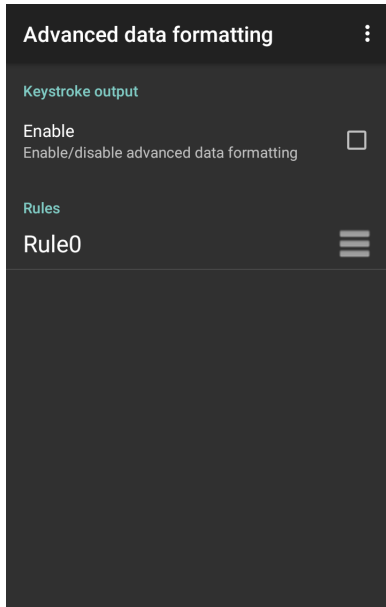 Advanced data formatting
Keystroke output
Enable
Enable/disable advanced data formatting
Rules
Rule0